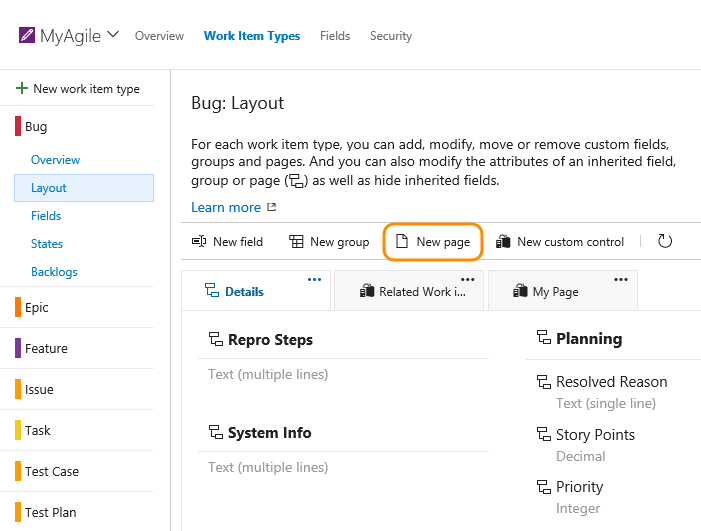 MyAgile Overview Work Item Types Fields Security
New work item type
Bug
Overview
Layout
Fields
States
Backlogs
Epic
Feature
Issue
Task
Test Case
Test Plan
Bug: Layout
For each work item type, you can add, modify, move or remove custom fields,
groups and pages. And you can also modify the attributes of an inherited field,
group or page ( ) as well as hide inherited fields.
Learn more
New field New group New page New custom control
Details ••• Related Work i... ••• My Page •••
Repro Steps
Text (multiple lines)
System Info
Text (multiple lines)
Planning
Resolved Reason
Text (single line)
Story Points
Decimal
Priority
Integer